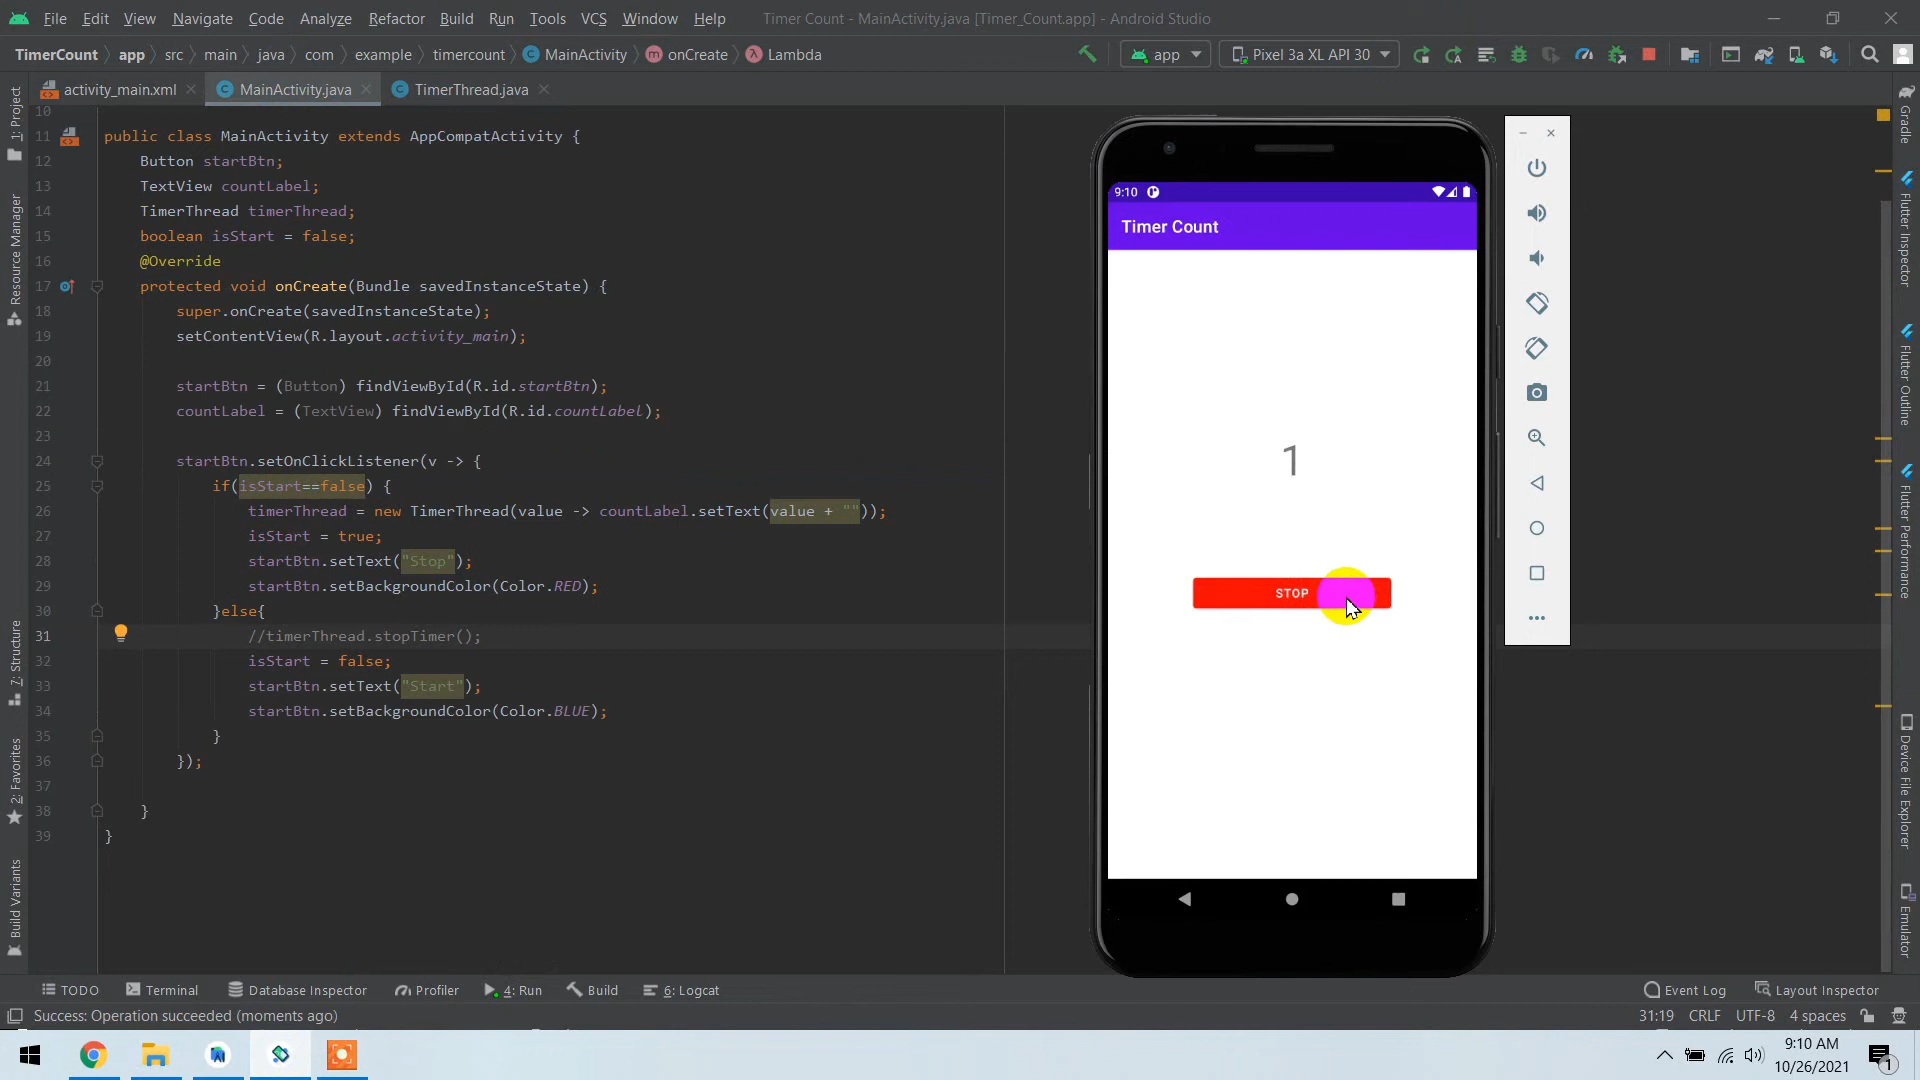 File Edit View Navigate Code Analyze Refactor Build Run Tools VCS Window Help Timer Count - MainActivity.java [Timer_Count.app] - Android Studio
TimerCount app src main java com example timercount MainActivity onCreate Lambda app Pixel 3a XL API 30
activity_main.xml MainActivity.java TimerThread.java
10
11 public class MainActivity extends AppCompatActivity {
12 Button startBtn;
13 TextView countLabel;
14 TimerThread timerThread;
15 boolean isStart = false;
16 @Override
17 protected void onCreate(Bundle savedInstanceState) {
18 super.onCreate(savedInstanceState);
19 setContentView(R.layout.activity_main);
20
21 startBtn = (Button) findViewById(R.id.startBtn);
22 countLabel = (TextView) findViewById(R.id.countLabel);
23
24 startBtn.setOnClickListener(v -> {
25 if(isStart==false) {
26 timerThread = new TimerThread(value -> countLabel.setText(value + ""));
27 isStart = true;
28 startBtn.setText("Stop");
29 startBtn.setBackgroundColor(Color.RED);
30 }else{
31 //timerThread.stopTimer();
32 isStart = false;
33 startBtn.setText("Start");
34 startBtn.setBackgroundColor(Color.BLUE);
35 }
36 });
37
38 }
39 }
1: Project
Resource Manager
7: Structure
2: Favorites
Build Variants
9:10
Timer Count
1
STOP
Gradle
Flutter Inspector
Flutter Outline
Flutter Performance
Device File Explorer
Emulator
TODO Terminal Database Inspector Profiler 4: Run Build 6: Logcat Event Log Layout Inspector
Success: Operation succeeded (moments ago) 31:19 CRLF UTF-8 4 spaces
9:10 AM
10/26/2021
1